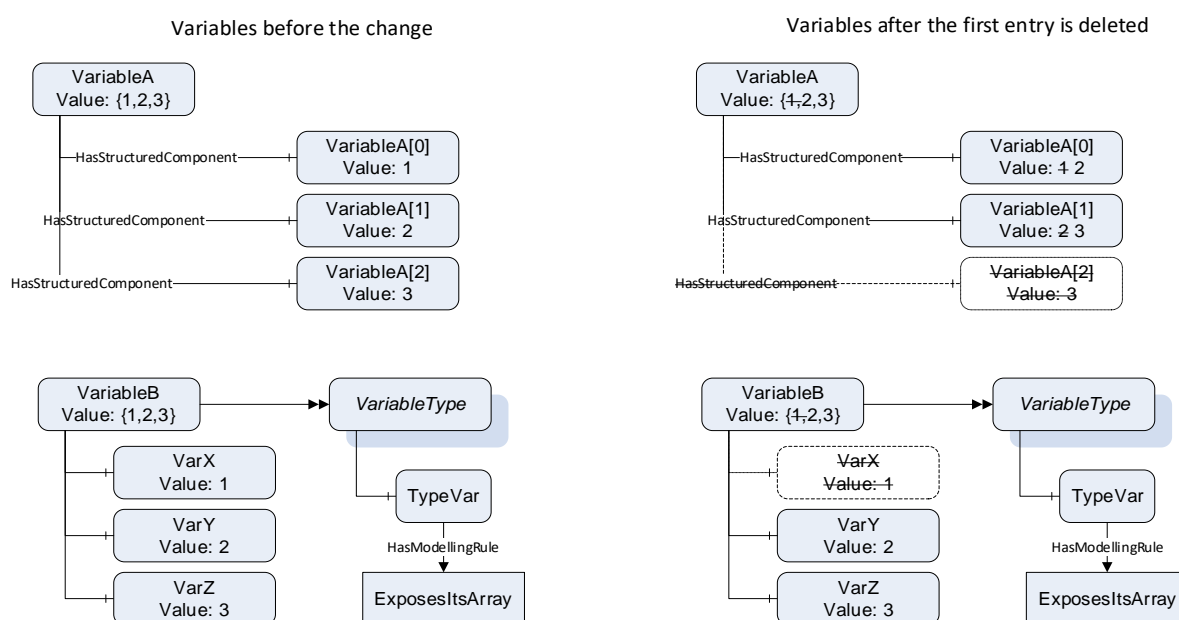 Variables before the change
VariableA
Value: {1,2,3}
HasStructuredComponent
VariableA[0]
Value: 1
HasStructuredComponent
VariableA[1]
Value: 2
HasStructuredComponent
VariableA[2]
Value: 3
VariableB
Value: {1,2,3}
VariableType
VarX
Value: 1
TypeVar
VarY
Value: 2
HasModellingRule
VarZ
Value: 3
ExposesItsArray
Variables after the first entry is deleted
VariableA
Value: {1,2,3}
HasStructuredComponent
VariableA[0]
Value: 1 2
HasStructuredComponent
VariableA[1]
Value: 2 3
HasStructuredComponent
VariableA[2]
Value: 3
VariableB
Value: {1,2,3}
VariableType
VarX
Value: 1
TypeVar
VarY
Value: 2
HasModellingRule
VarZ
Value: 3
ExposesItsArray